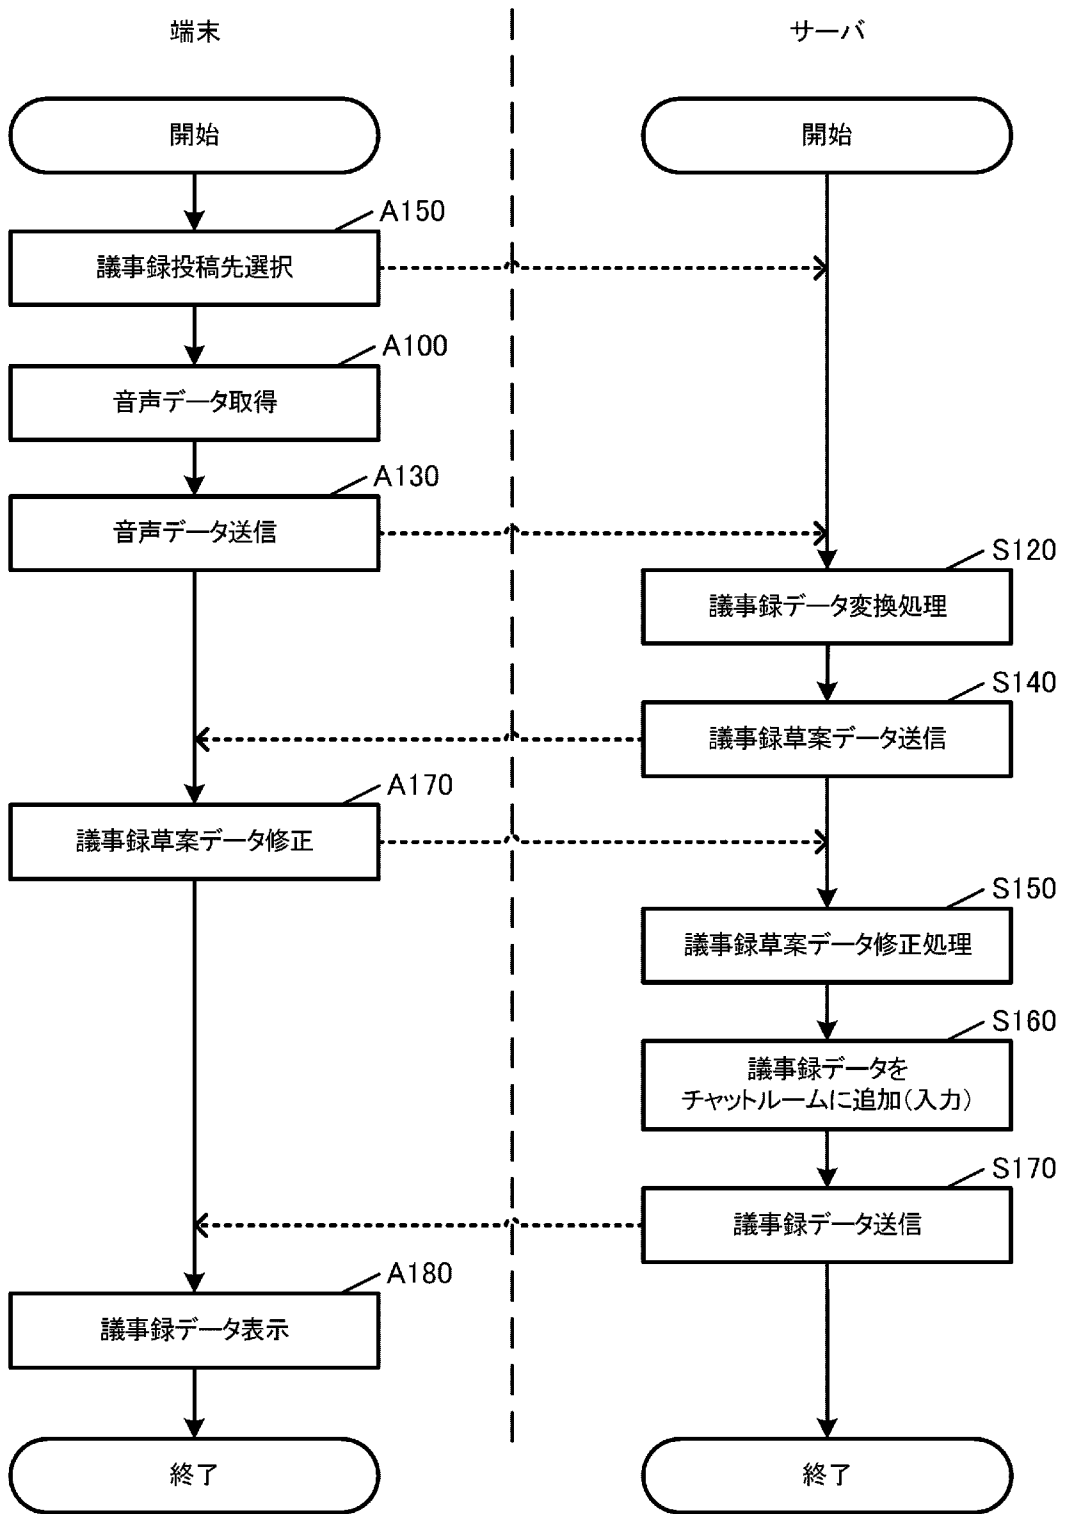 端末
サーバ
開始
開始
A150
議事録投稿先選択
A100
音声データ取得
A130
音声データ送信
S120
議事録データ変換処理
S140
議事録草案データ送信
A170
議事録草案データ修正
S150
議事録草案データ修正処理
S160
議事録データを
チャットルームに追加(入力)
S170
議事録データ送信
A180
議事録データ表示
終了
終了